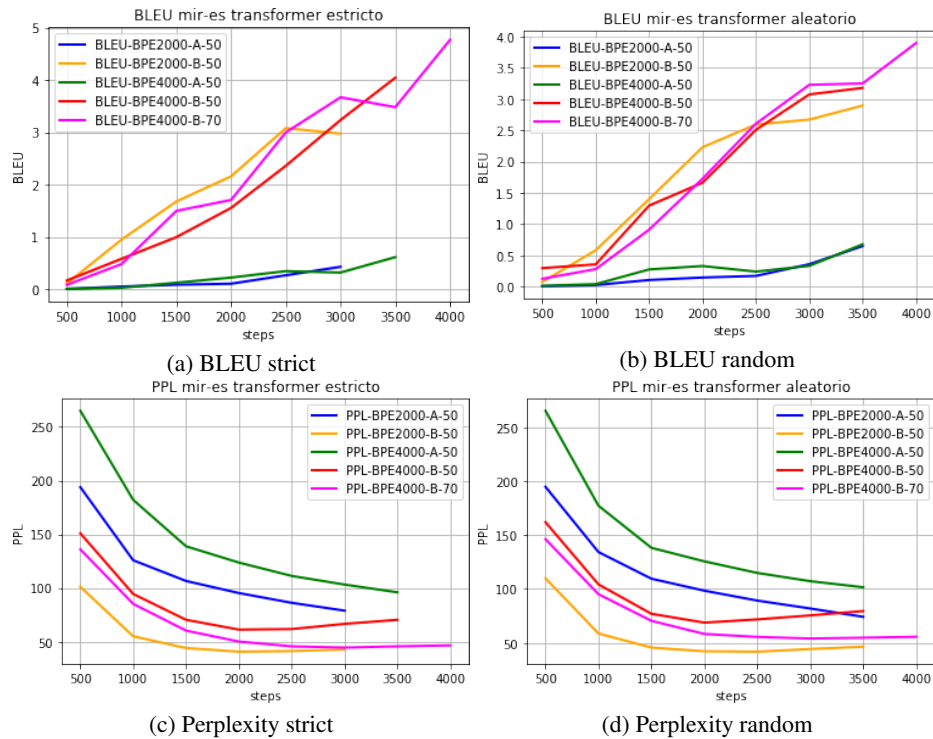 BLEU mir-es transformer estricto
5
4
3
2
1
0
BLEU
BLEU-BPE2000-A-50
BLEU-BPE2000-B-50
BLEU-BPE4000-A-50
BLEU-BPE4000-B-50
BLEU-BPE4000-B-70
500 1000 1500 2000 2500 3000 3500 4000
steps
(a) BLEU strict
BLEU mir-es transformer aleatorio
4.0
3.5
3.0
2.5
2.0
1.5
1.0
0.5
0.0
BLEU
BLEU-BPE2000-A-50
BLEU-BPE2000-B-50
BLEU-BPE4000-A-50
BLEU-BPE4000-B-50
BLEU-BPE4000-B-70
500 1000 1500 2000 2500 3000 3500 4000
steps
(b) BLEU random
PPL mir-es transformer estricto
250
200
150
100
50
PPL
PPL-BPE2000-A-50
PPL-BPE2000-B-50
PPL-BPE4000-A-50
PPL-BPE4000-B-50
PPL-BPE4000-B-70
500 1000 1500 2000 2500 3000 3500 4000
steps
(c) Perplexity strict
PPL mir-es transformer aleatorio
250
200
150
100
50
PPL
PPL-BPE2000-A-50
PPL-BPE2000-B-50
PPL-BPE4000-A-50
PPL-BPE4000-B-50
PPL-BPE4000-B-70
500 1000 1500 2000 2500 3000 3500 4000
steps
(d) Perplexity random